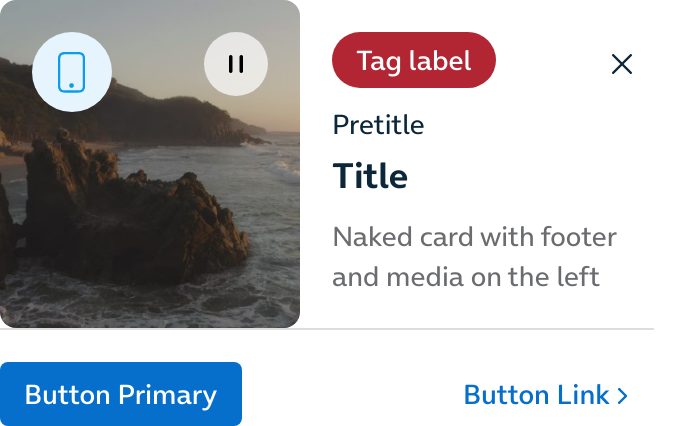 Tag label
Pretitle
Title
Naked card with footer
and media on the left
Button Primary
Button Link